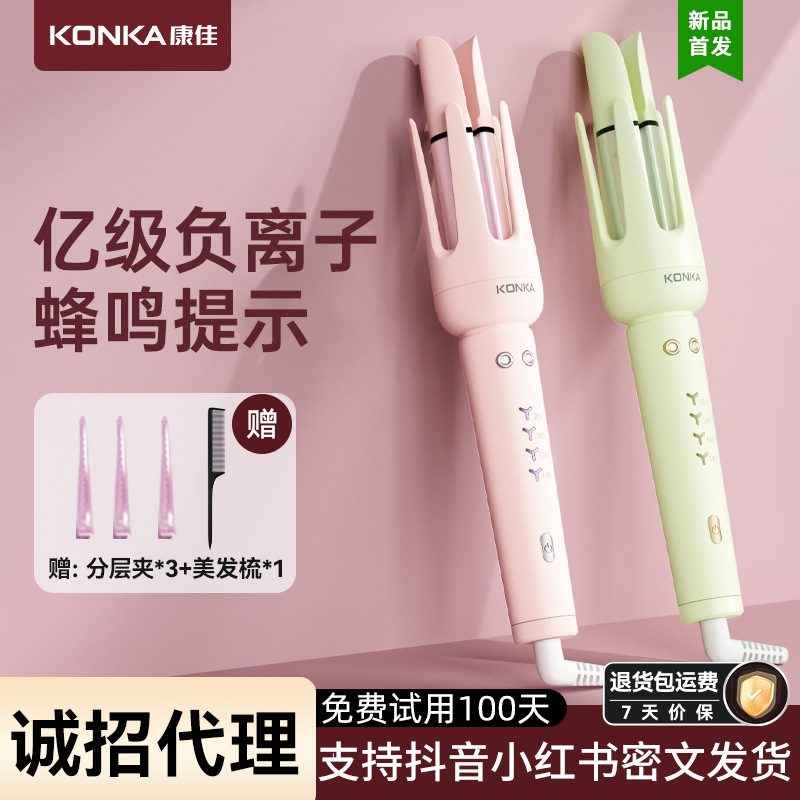 KONKA康佳
新品
首发
亿级负离子
蜂鸣提示
赠
赠: 分层夹*3+美发梳*1
KONKA
KONKA
退货包运费
7天价保
诚招代理
免费试用100天
支持抖音小红书密文发货